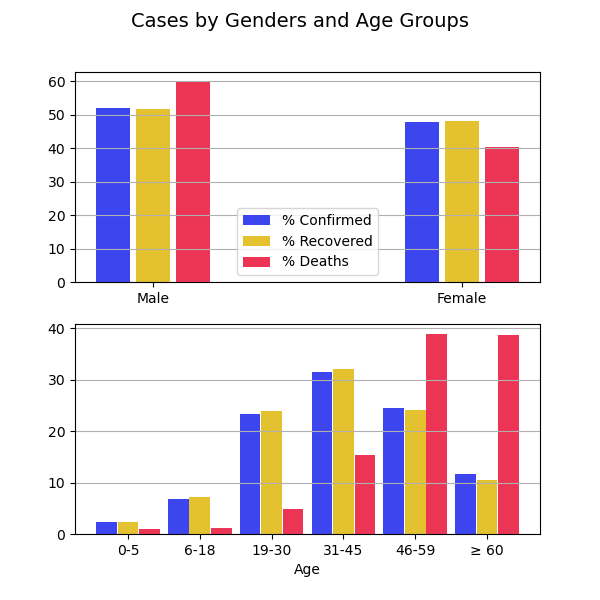 Cases by Genders and Age Groups
60
50
40
30
20
10
0
% Confirmed
% Recovered
% Deaths
Male Female
40
30
20
10
0
0-5 6-18 19-30 31-45 46-59 ≥ 60
Age